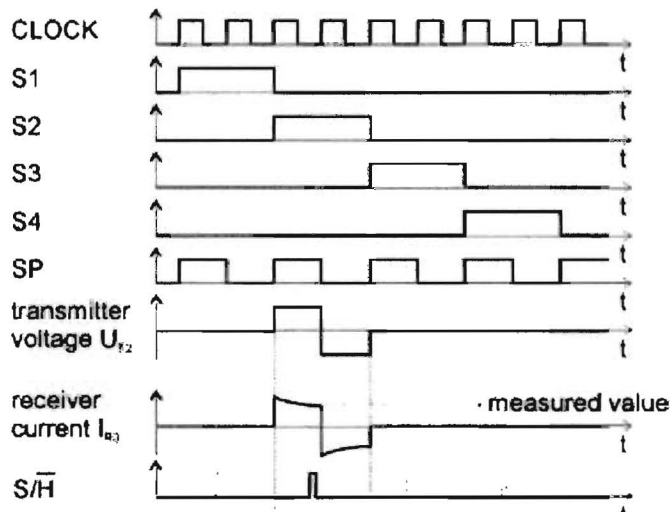 CLOCK
t
S1
t
S2
t
S3
t
S4
t
SP
t
transmitter
voltage U
t
receiver
current I
· measured value
t
S/H̅
t